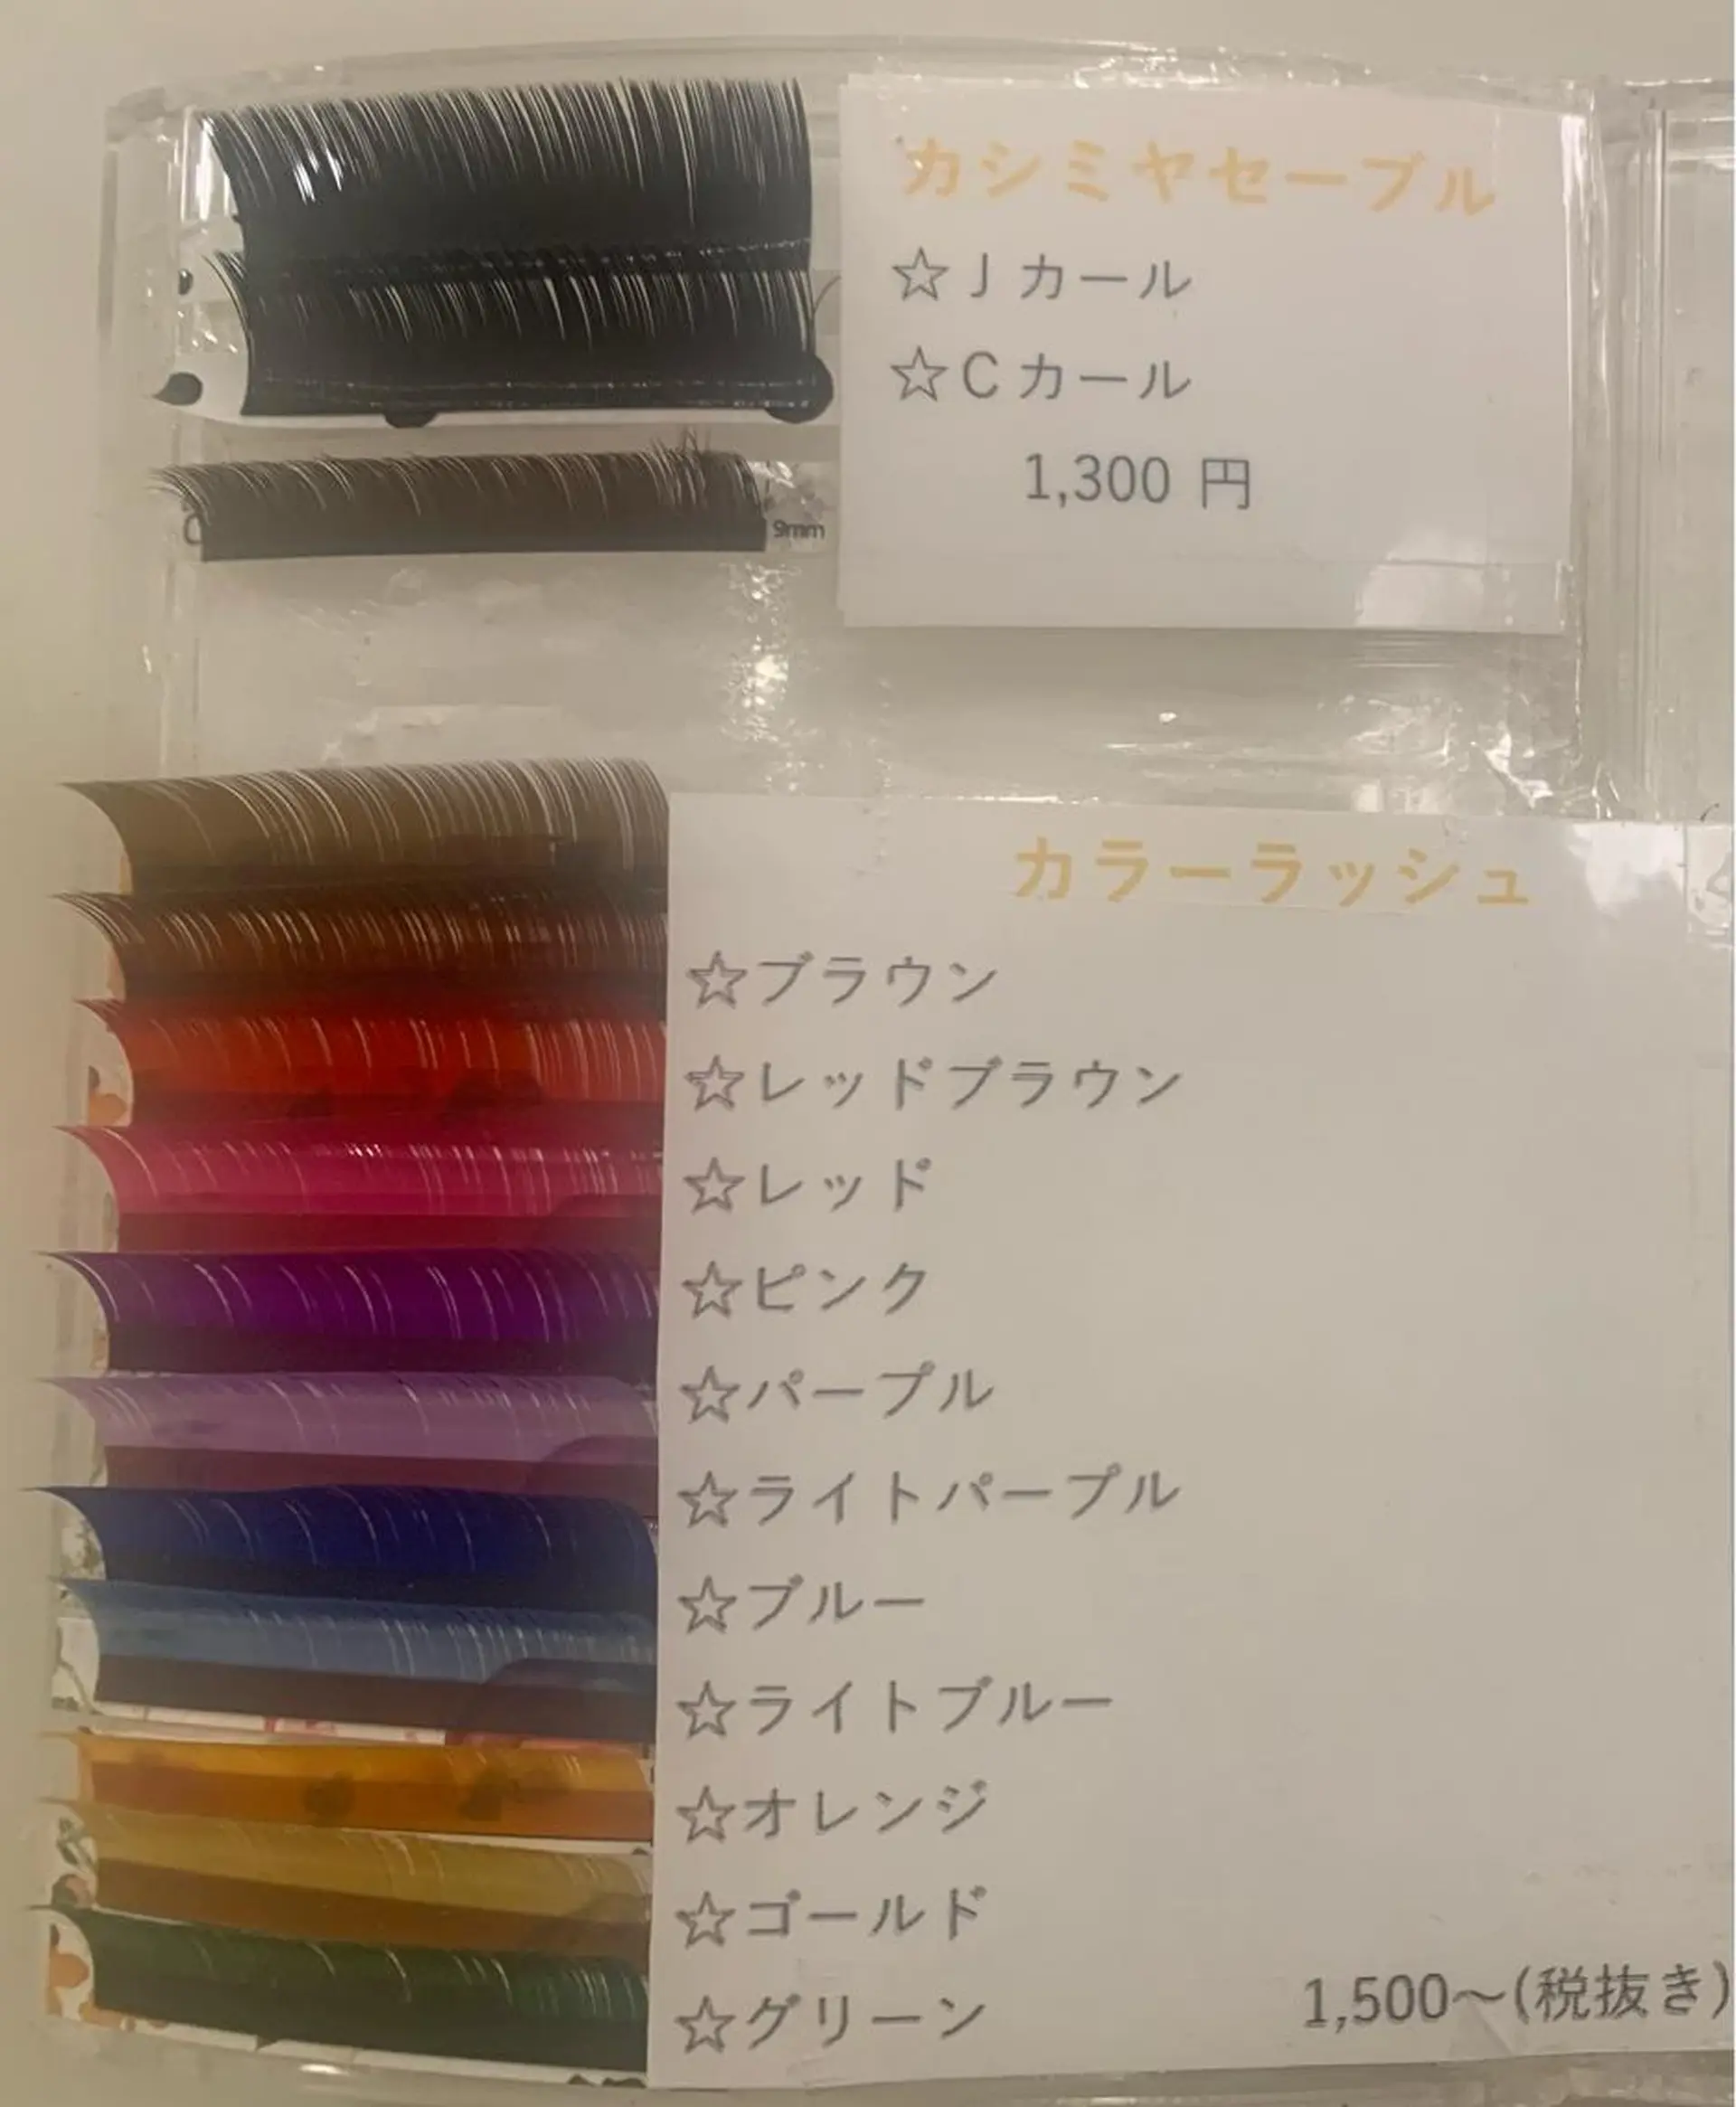 カシミヤセーブル
☆Jカール
☆Cカール
1,300 円
9mm
カラーラッシュ
☆ブラウン
☆レッドブラウン
☆レッド
☆ピンク
☆パープル
☆ライトパープル
☆ブルー
☆ライトブルー
☆オレンジ
☆ゴールド
☆グリーン
1,500～(税抜き)